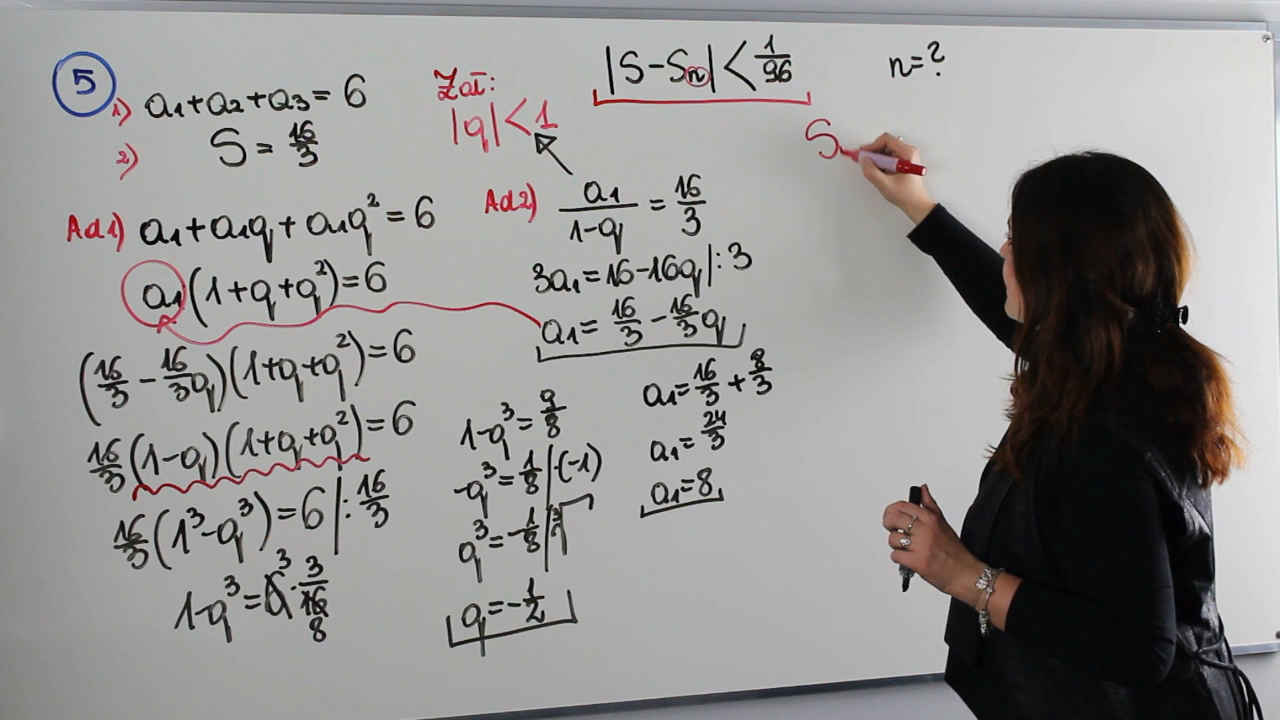 5
1) a₁+a₂+a₃=6
2) S=16/3
Zał:
|q|<1
|S-Sₙ|<1/96
n=?
S
Ad1) a₁+a₁q+a₁q²=6
a₁(1+q+q²)=6
(16/3-16/3q)(1+q+q²)=6
16/3(1-q)(1+q+q²)=6
16/3(1³-q³)=6|:16/3
1-q³=6³·3/16 8
Ad2) a₁/1-q=16/3
3a₁=16-16q|:3
a₁=16/3-16/3q
1-q³=9/8
-q³=1/8|·(-1)
q³=-1/8|∛
q=-1/2
a₁=16/3+8/3
a₁=24/3
a₁=8